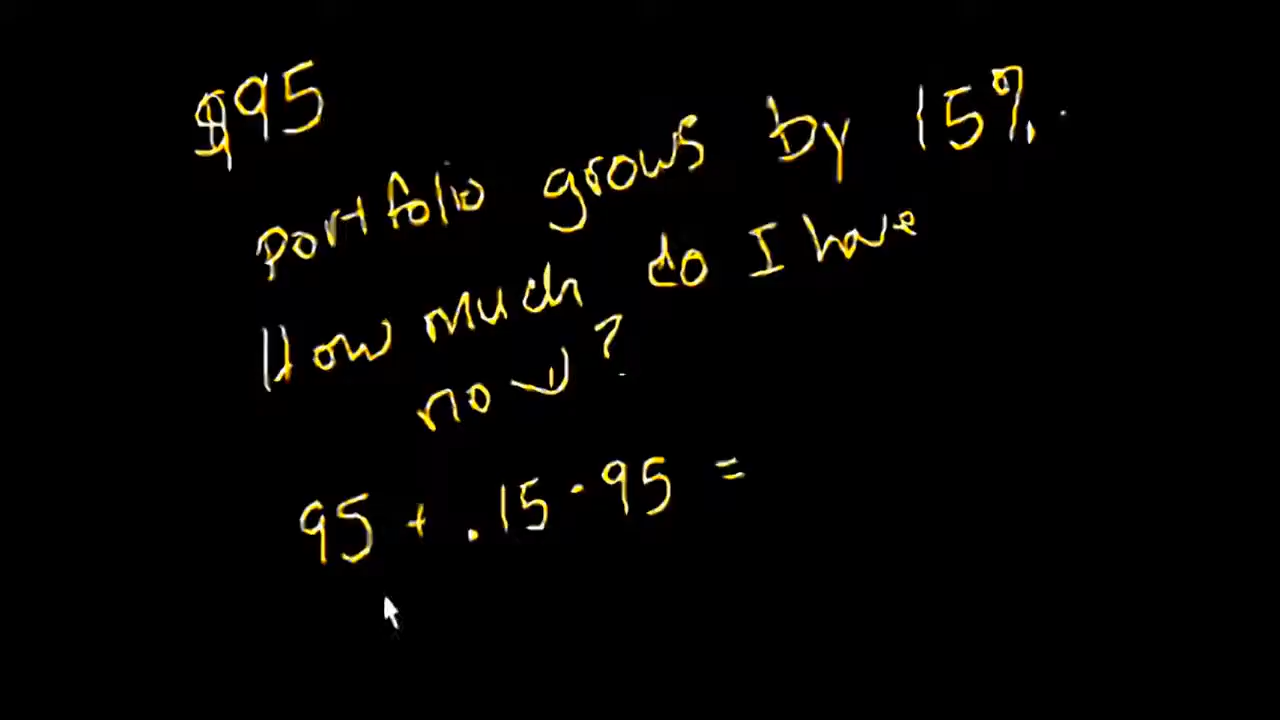 $95
portfolio grows by 15%.
How much do I have
now?
95 + .15 · 95 =